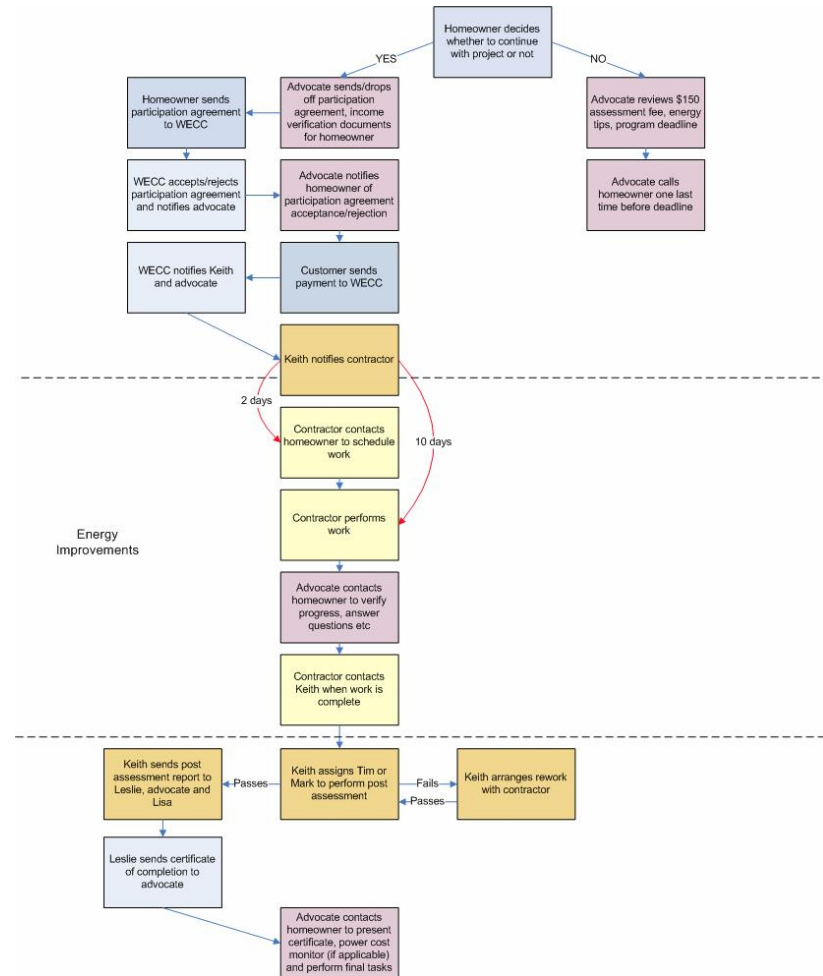 Homeowner decides
whether to continue
with project or not
YES
NO
Advocate sends/drops
off participation
agreement, income
verification documents
for homeowner
Homeowner sends
participation agreement
to WECC
Advocate reviews $150
assessment fee, energy
tips, program deadline
WECC accepts/rejects
participation agreement
and notifies advocate
Advocate notifies
homeowner of
participation agreement
acceptance/rejection
Advocate calls
homeowner one last
time before deadline
WECC notifies Keith
and advocate
Customer sends
payment to WECC
Keith notifies contractor
2 days
10 days
Contractor contacts
homeowner to schedule
work
Contractor performs
work
Energy
Improvements
Advocate contacts
homeowner to verify
progress, answer
questions etc
Contractor contacts
Keith when work is
complete
Keith sends post
assessment report to
Leslie, advocate and
Lisa
Passes
Keith assigns Tim or
Mark to perform post
assessment
Fails
Passes
Keith arranges rework
with contractor
Leslie sends certificate
of completion to
advocate
Advocate contacts
homeowner to present
certificate, power cost
monitor (if applicable)
and perform final tasks